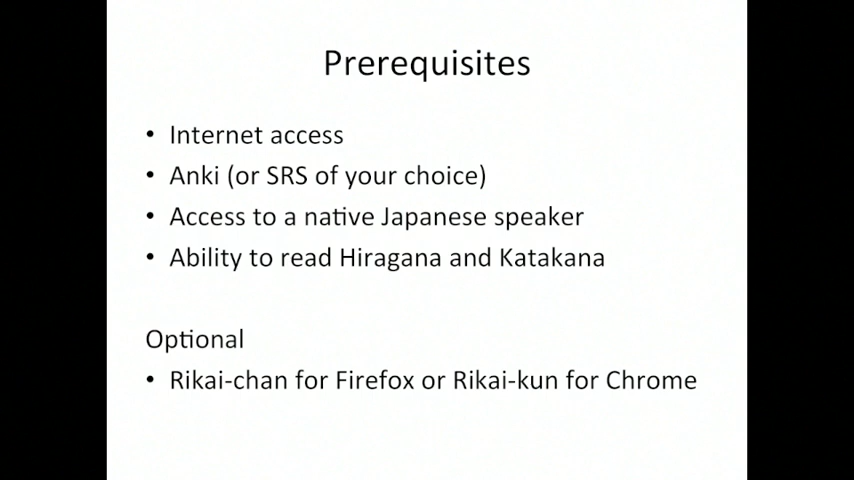 Prerequisites
• Internet access
• Anki (or SRS of your choice)
• Access to a native Japanese speaker
• Ability to read Hiragana and Katakana
Optional
• Rikai-chan for Firefox or Rikai-kun for Chrome